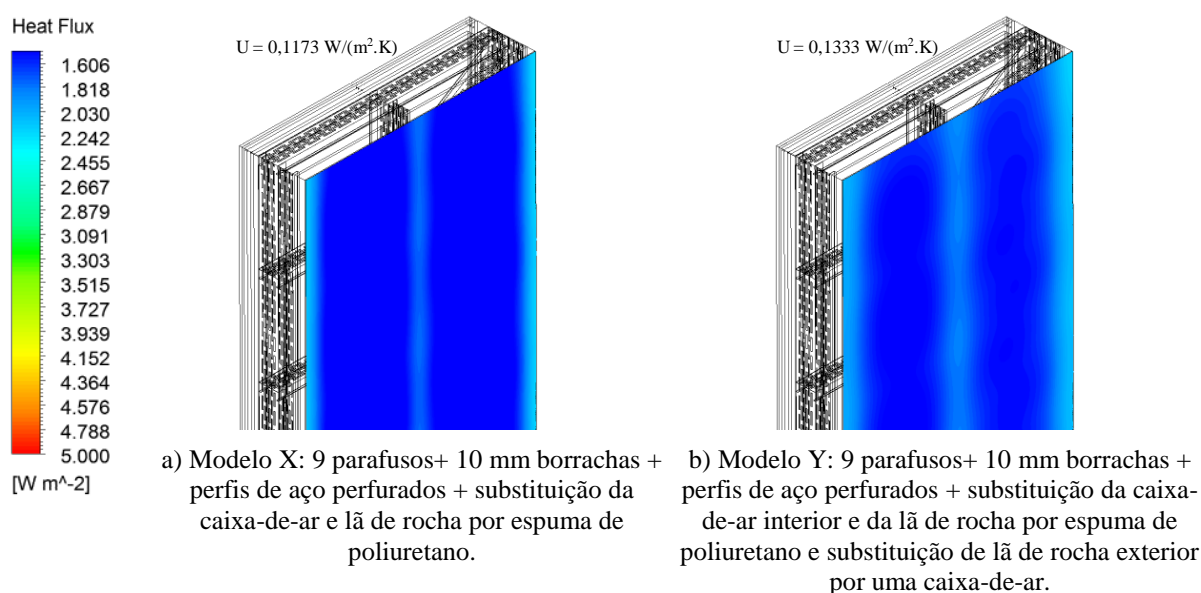 Heat Flux
1.606
1.818
2.030
2.242
2.455
2.667
2.879
3.091
3.303
3.515
3.727
3.939
4.152
4.364
4.576
4.788
5.000
[W m^-2]
U = 0,1173 W/(m².K)
a) Modelo X: 9 parafusos+ 10 mm borrachas +
perfis de aço perfurados + substituição da
caixa-de-ar e lã de rocha por espuma de
poliuretano.
U = 0,1333 W/(m².K)
b) Modelo Y: 9 parafusos+ 10 mm borrachas +
perfis de aço perfurados + substituição da caixa-
de-ar interior e da lã de rocha por espuma de
poliuretano e substituição de lã de rocha exterior
por uma caixa-de-ar.